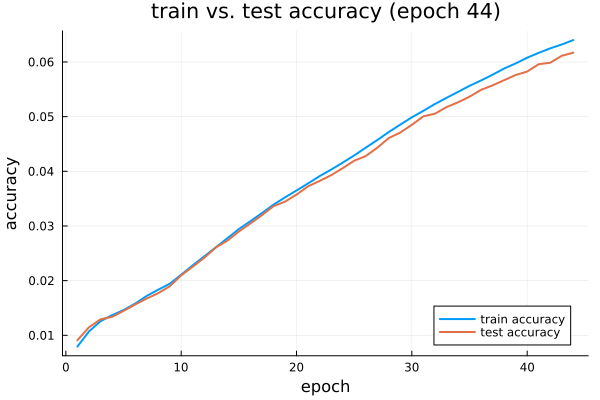 train vs. test accuracy (epoch 44)
accuracy
0.06
0.05
0.04
0.03
0.02
0.01
train accuracy
test accuracy
0 10 20 30 40
epoch